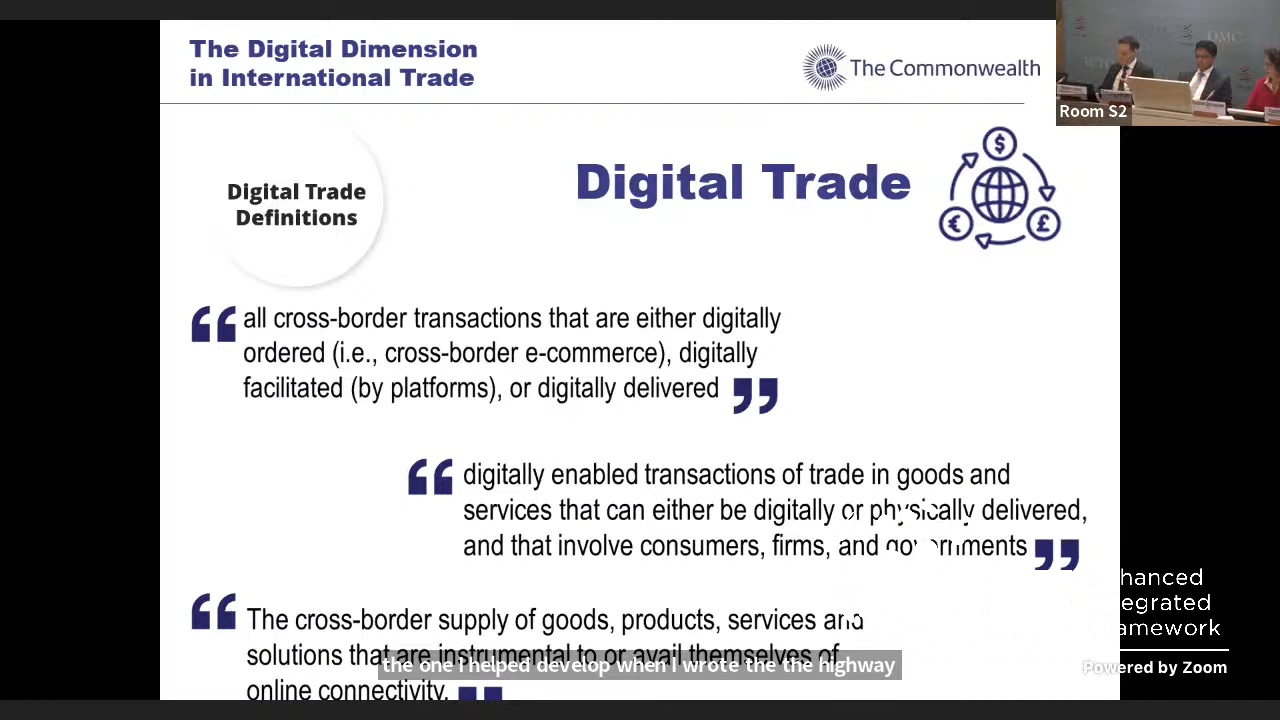 The Digital Dimension
in International Trade
The Commonwealth
Room S2
Digital Trade
Definitions
Digital Trade
$
€
£
“ all cross-border transactions that are either digitally
ordered (i.e., cross-border e-commerce), digitally
facilitated (by platforms), or digitally delivered ”
“ digitally enabled transactions of trade in goods and
services that can either be digitally or physically delivered,
and that involve consumers, firms, and governments ”
“ The cross-border supply of goods, products, services and
solutions that are instrumental to or avail themselves of
online connectivity. ”
the one I helped develop when I wrote the the highway
hanced
egrated
amework
Powered by Zoom